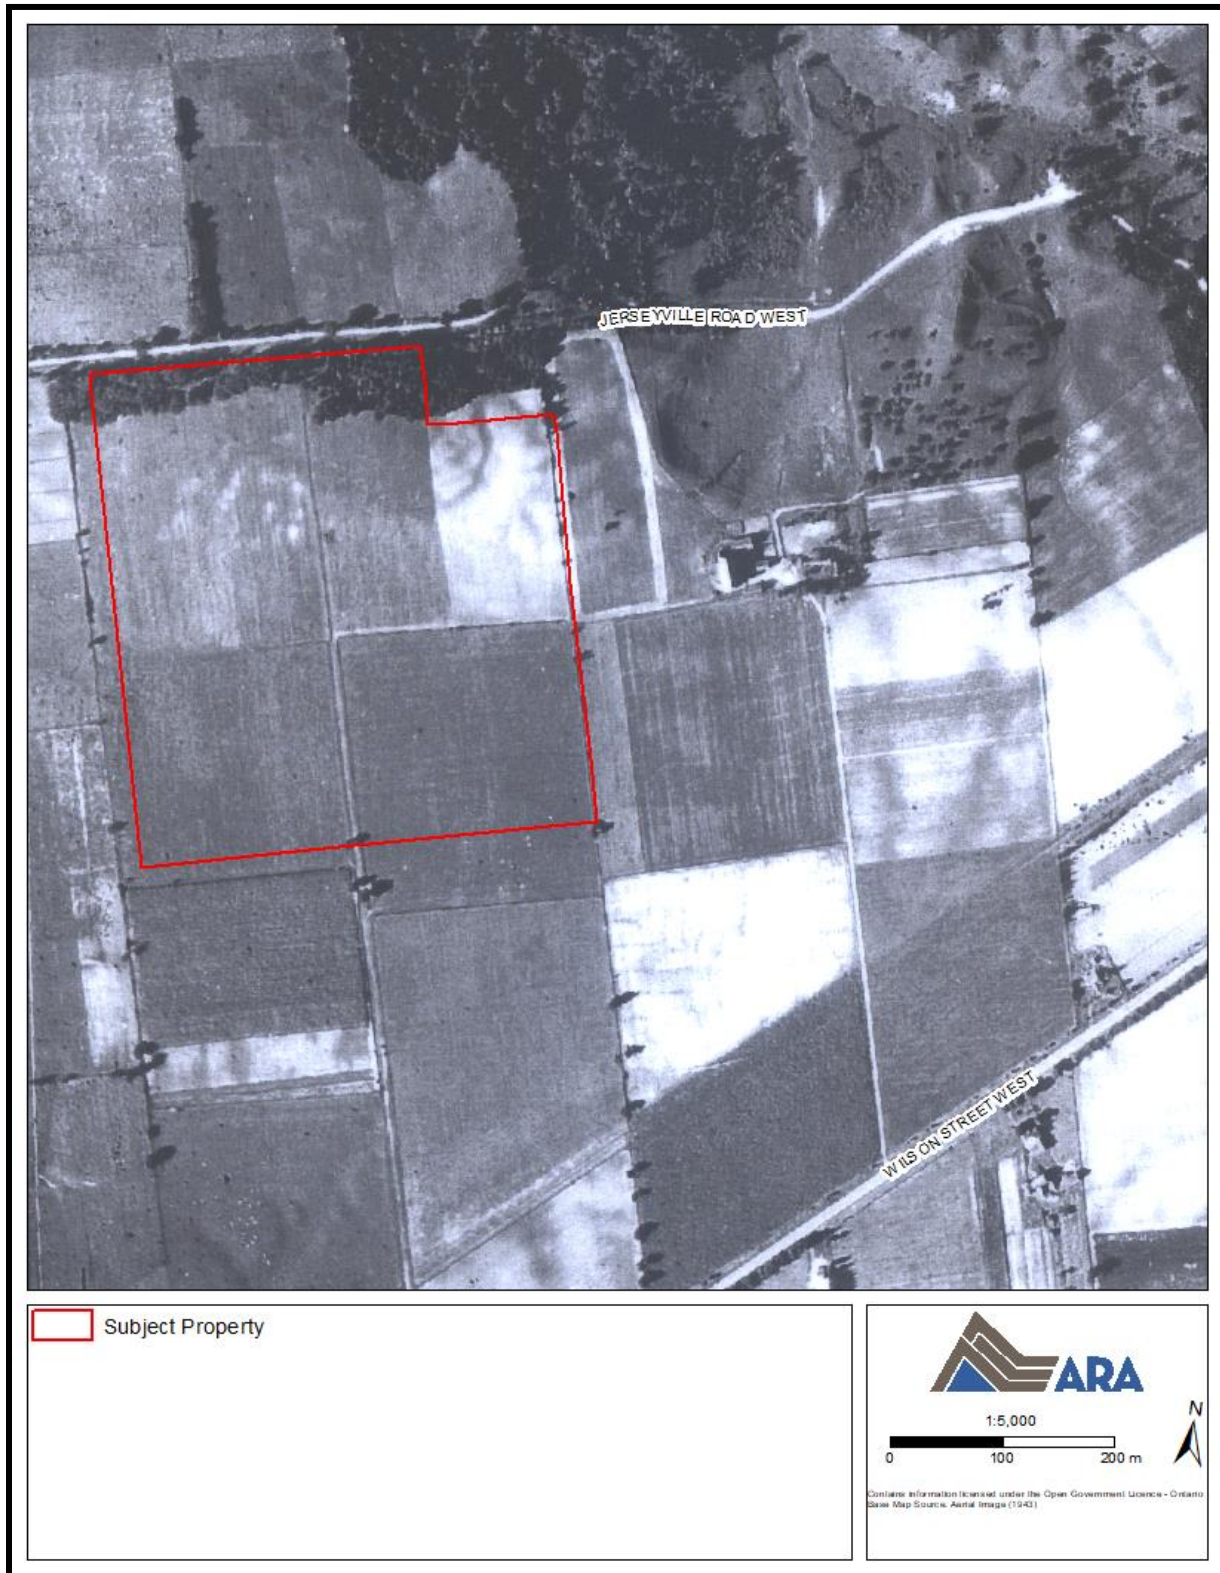 JERSEYVILLE ROAD WEST
WILSON STREET WEST
Subject Property
ARA
1:5,000
N
0 100 200 m
Contains information licensed under the Open Government Licence - Ontario
Base Map Source: Aerial Image (1943)